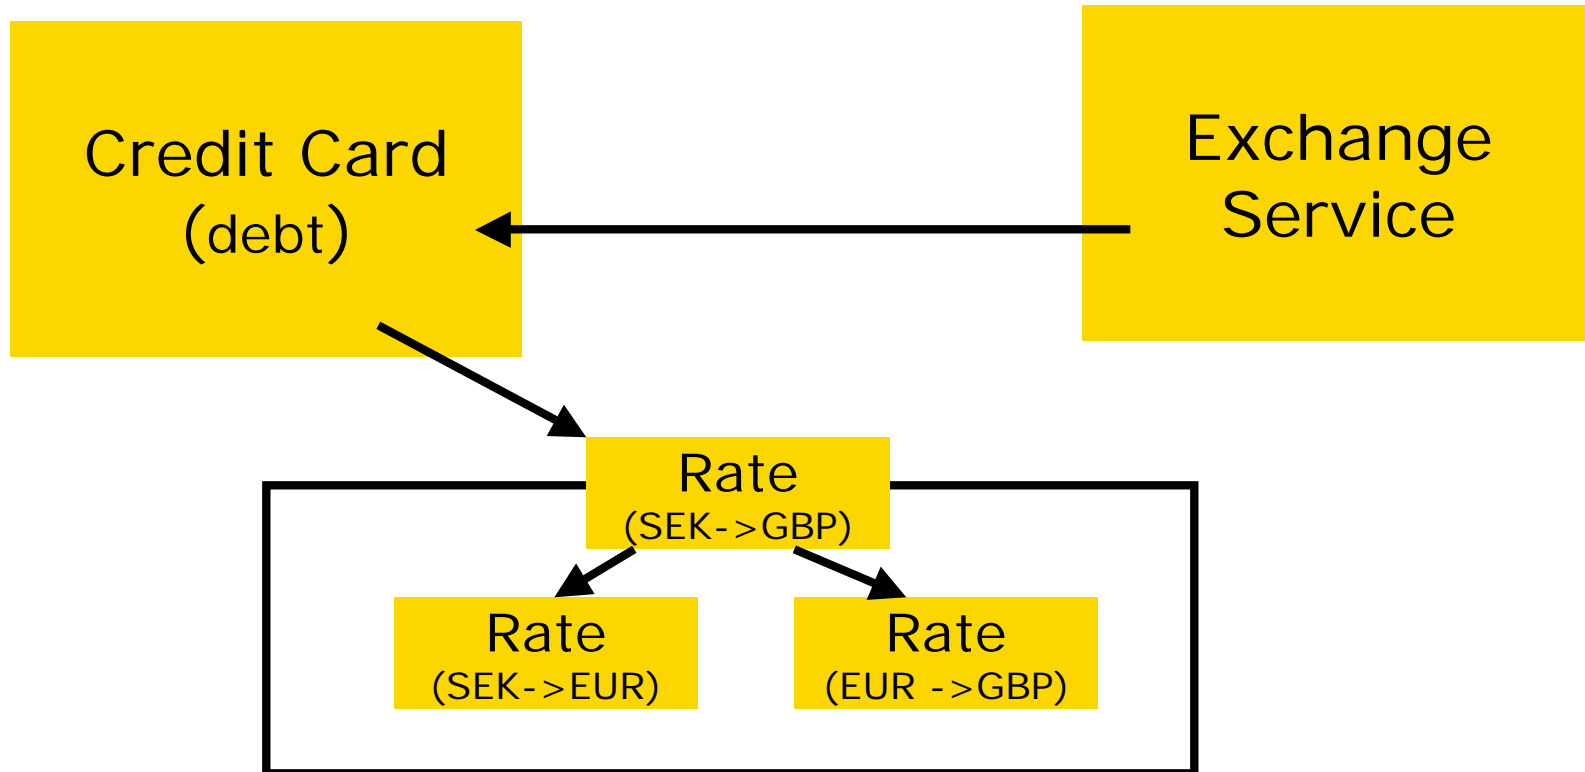 Credit Card
(debt)
Exchange
Service
Rate
(SEK->GBP)
Rate
(SEK->EUR)
Rate
(EUR ->GBP)